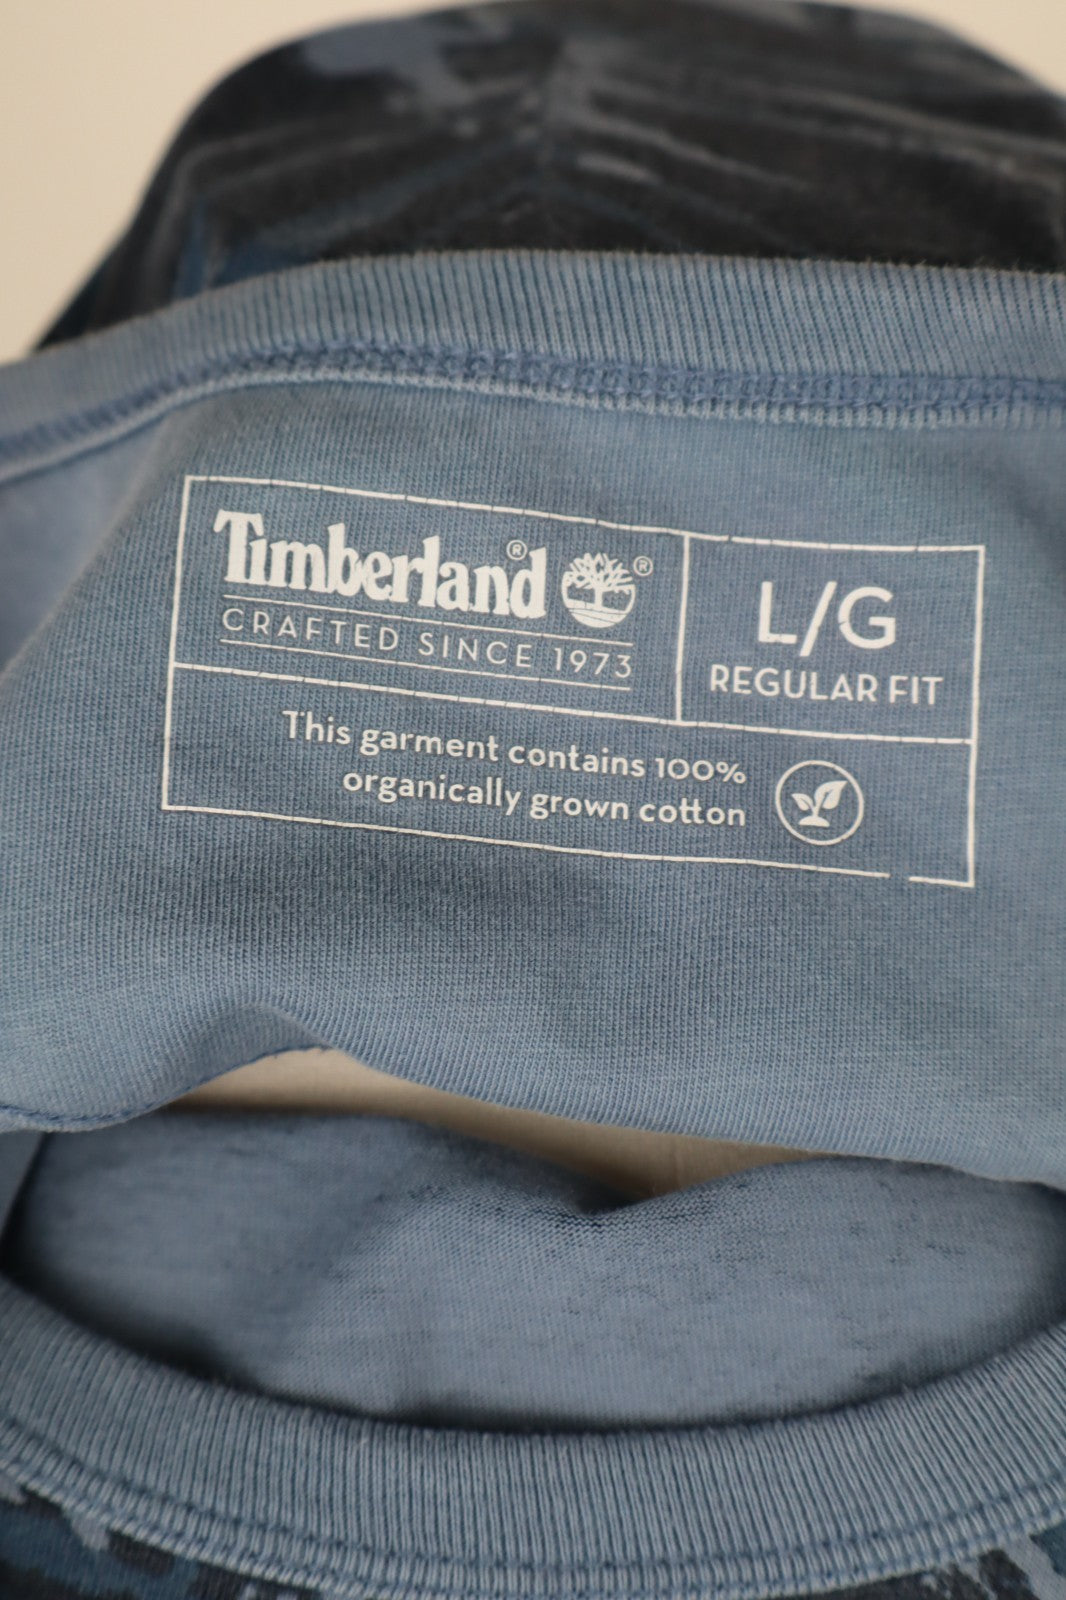 Timberland® ®
CRAFTED SINCE 1973
L/G
REGULAR FIT
This garment contains 100%
organically grown cotton